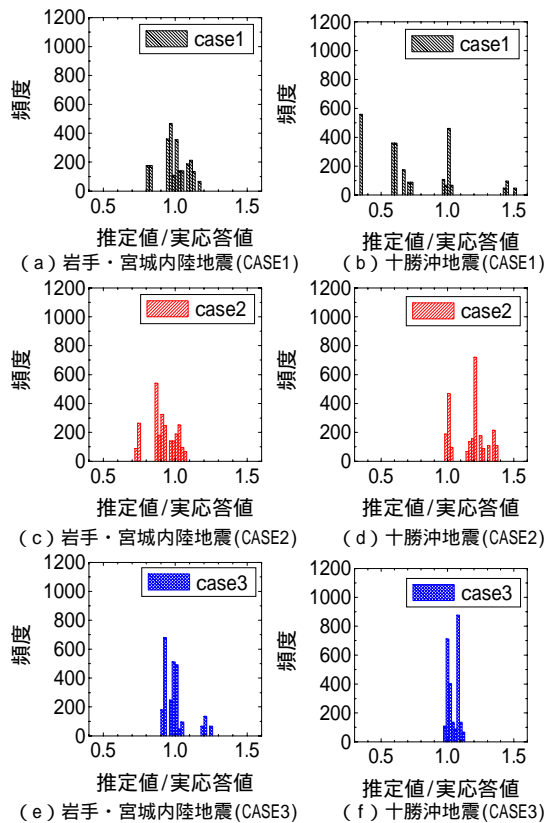 1200
1000
800
600
400
200
0
頻度
case1
0.5 1.0 1.5
推定値/実応答値
(a)岩手・宮城内陸地震(CASE1)
1200
1000
800
600
400
200
0
頻度
case1
0.5 1.0 1.5
推定値/実応答値
(b)十勝沖地震(CASE1)
1200
1000
800
600
400
200
0
頻度
case2
0.5 1.0 1.5
推定値/実応答値
(c)岩手・宮城内陸地震(CASE2)
1200
1000
800
600
400
200
0
頻度
case2
0.5 1.0 1.5
推定値/実応答値
(d)十勝沖地震(CASE2)
1200
1000
800
600
400
200
0
頻度
case3
0.5 1.0 1.5
推定値/実応答値
(e)岩手・宮城内陸地震(CASE3)
1200
1000
800
600
400
200
0
頻度
case3
0.5 1.0 1.5
推定値/実応答値
(f)十勝沖地震(CASE3)